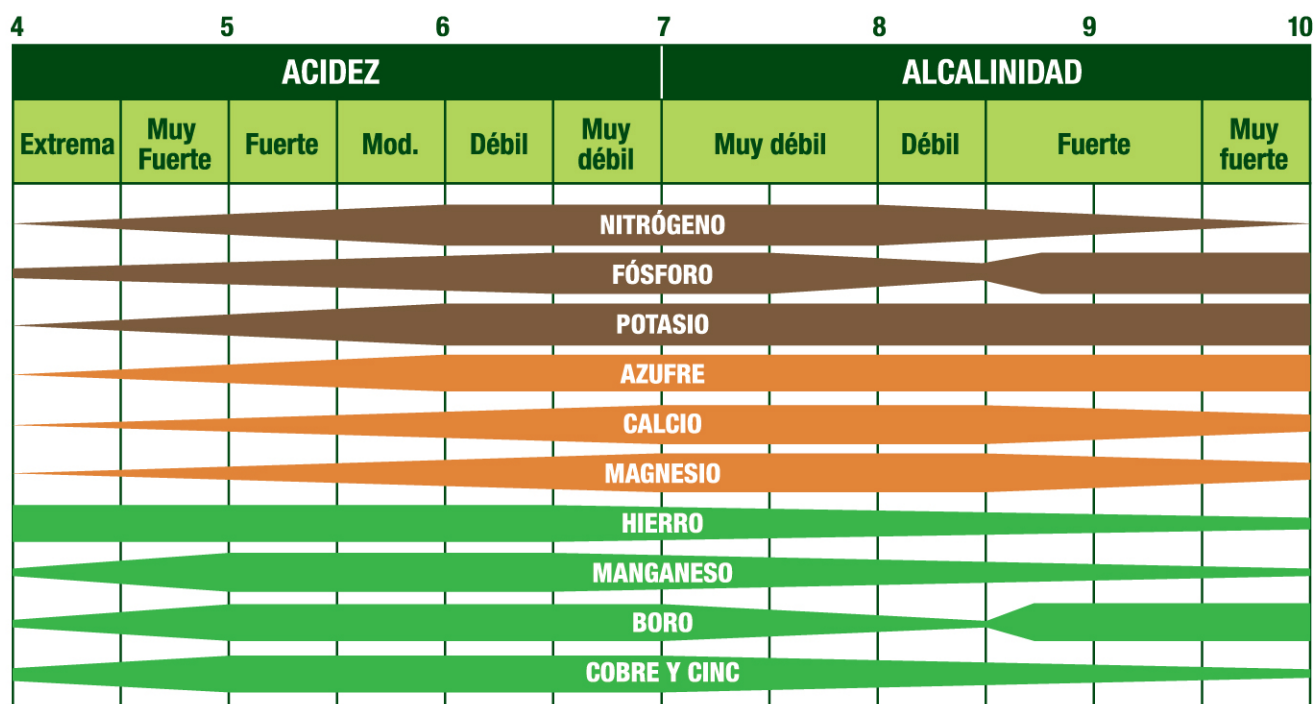 4 5 6 7 8 9 10
ACIDEZ ALCALINIDAD
Extrema
Muy
Fuerte
Fuerte
Mod.
Débil
Muy
débil
Muy débil
Débil
Fuerte
Muy
fuerte
NITRÓGENO
FÓSFORO
POTASIO
AZUFRE
CALCIO
MAGNESIO
HIERRO
MANGANESO
BORO
COBRE Y CINC